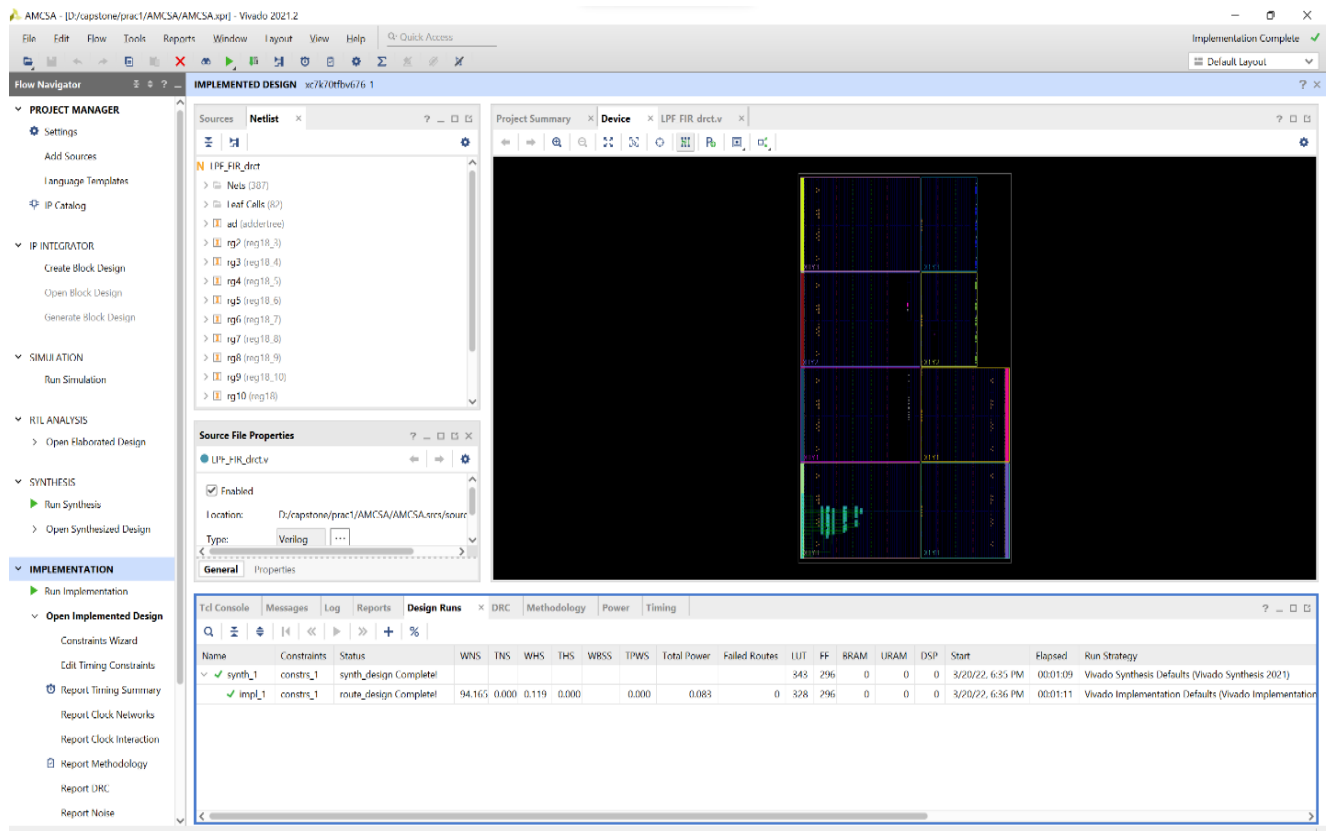 AMCSA - [D:/capstone/prac1/AMCSA/AMCSA.xpr] - Vivado 2021.2
File Edit Flow Tools Reports Window Layout View Help Quick Access
Implementation Complete
Default Layout
Flow Navigator
IMPLEMENTED DESIGN xc7k70tfbv676 1
PROJECT MANAGER
Settings
Add Sources
Language Templates
IP Catalog
IP INTEGRATOR
Create Block Design
Open Block Design
Generate Block Design
SIMULATION
Run Simulation
RTL ANALYSIS
Open Elaborated Design
SYNTHESIS
Run Synthesis
Open Synthesized Design
IMPLEMENTATION
Run Implementation
Open Implemented Design
Constraints Wizard
Edit Timing Constraints
Report Timing Summary
Report Clock Networks
Report Clock Interaction
Report Methodology
Report DRC
Report Noise
Sources Netlist
N LPF_FIR_drct
Nets (387)
Leaf Cells (82)
ad (addertree)
rg2 (reg18_3)
rg3 (reg18_4)
rg4 (reg18_5)
rg5 (reg18_6)
rg6 (reg18_7)
rg7 (reg18_8)
rg8 (reg18_9)
rg9 (reg18_10)
rg10 (reg18)
Source File Properties
LPF_FIR_drct.v
Enabled
Location: D:/capstone/prac1/AMCSA/AMCSA.srcs/sourc
Type: Verilog
General Properties
Project Summary Device LPF FIR drct.v
Tcl Console Messages Log Reports Design Runs DRC Methodology Power Timing
Name Constraints Status WNS TNS WHS THS WBSS TPWS Total Power Failed Routes LUT FF BRAM URAM DSP Start Elapsed Run Strategy
synth_1 constrs_1 synth_design Complete! 343 296 0 0 0 3/20/22, 6:35 PM 00:01:09 Vivado Synthesis Defaults (Vivado Synthesis 2021)
impl_1 constrs_1 route_design Complete! 94.165 0.000 0.119 0.000 0.000 0.083 0 328 296 0 0 0 3/20/22, 6:36 PM 00:01:11 Vivado Implementation Defaults (Vivado Implementation